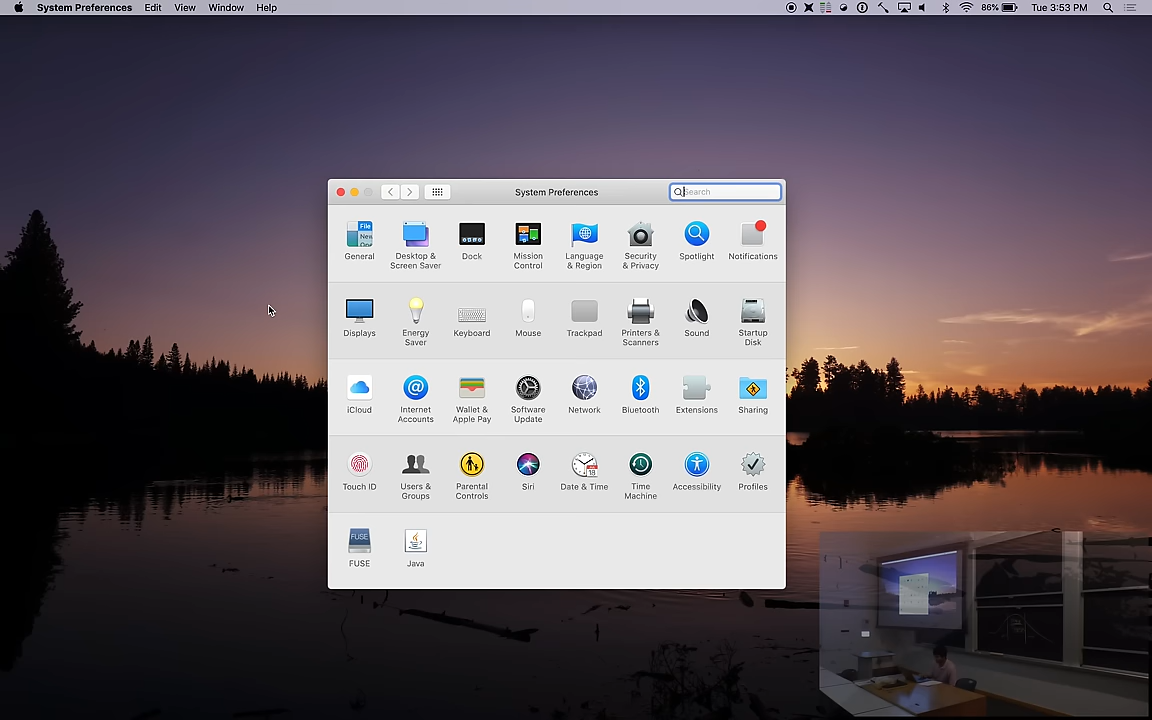 System Preferences Edit View Window Help 86% Tue 3:53 PM
System Preferences
Search
File
New
General
Desktop &
Screen Saver
Dock
Mission
Control
Language
& Region
Security
& Privacy
Spotlight
Notifications
Displays
Energy
Saver
Keyboard
Mouse
Trackpad
Printers &
Scanners
Sound
Startup
Disk
iCloud
Internet
Accounts
Wallet &
Apple Pay
Software
Update
Network
Bluetooth
Extensions
Sharing
18
Touch ID
Users &
Groups
Parental
Controls
Siri
Date & Time
Time
Machine
Accessibility
Profiles
FUSE
FUSE
Java